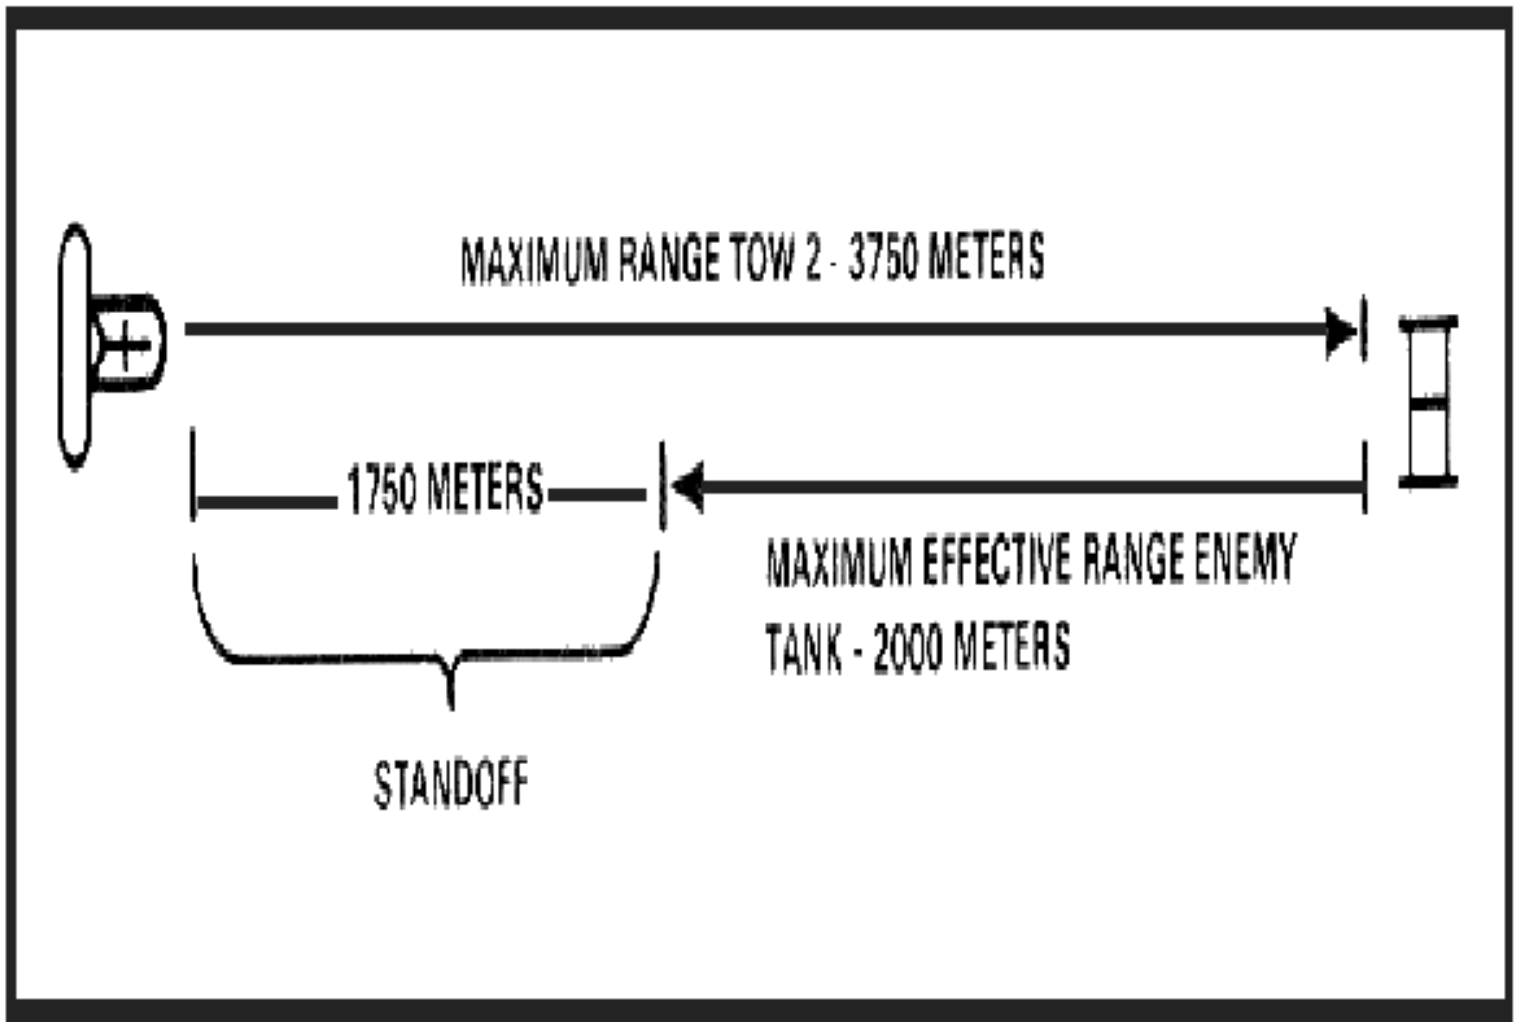 MAXIMUM RANGE TOW 2 - 3750 METERS
1750 METERS
MAXIMUM EFFECTIVE RANGE ENEMY
TANK - 2000 METERS
STANDOFF